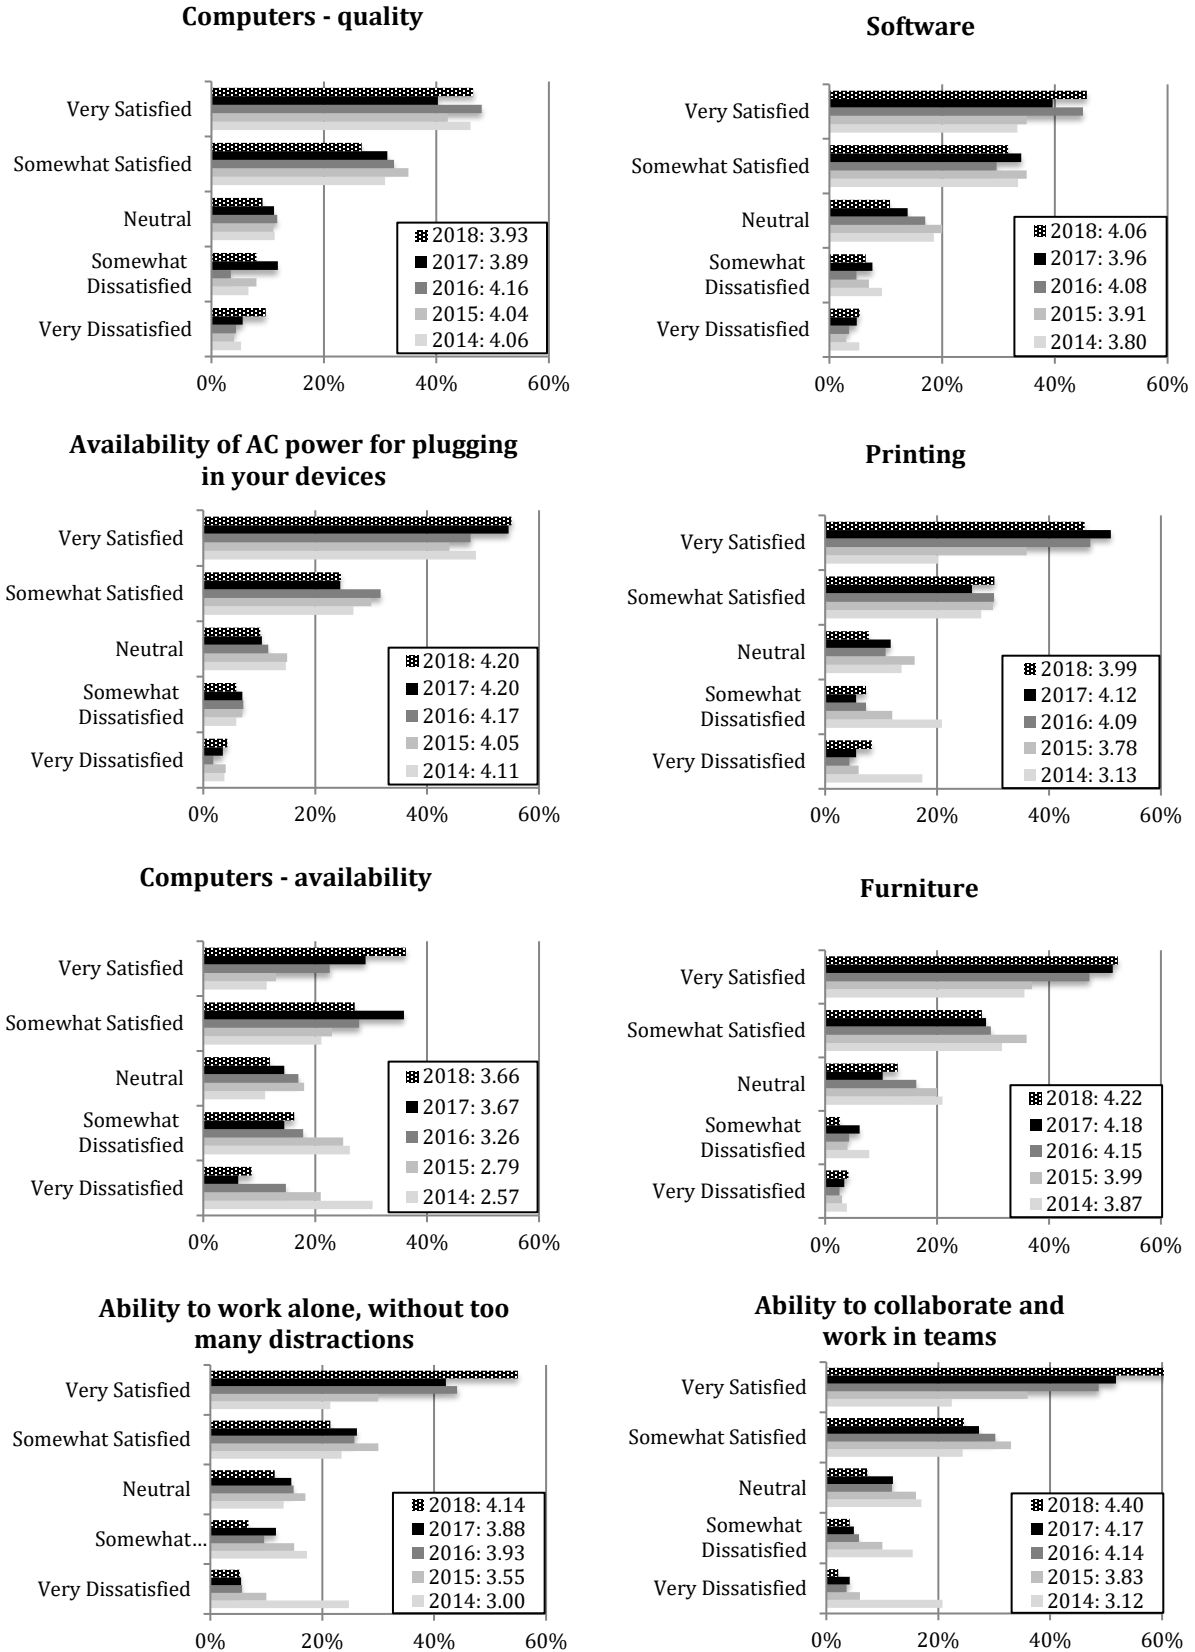 Computers - quality
Very Satisfied
Somewhat Satisfied
Neutral
Somewhat
Dissatisfied
Very Dissatisfied
2018: 3.93
2017: 3.89
2016: 4.16
2015: 4.04
2014: 4.06
0% 20% 40% 60%
Software
Very Satisfied
Somewhat Satisfied
Neutral
Somewhat
Dissatisfied
Very Dissatisfied
2018: 4.06
2017: 3.96
2016: 4.08
2015: 3.91
2014: 3.80
0% 20% 40% 60%
Availability of AC power for plugging
in your devices
Very Satisfied
Somewhat Satisfied
Neutral
Somewhat
Dissatisfied
Very Dissatisfied
2018: 4.20
2017: 4.20
2016: 4.17
2015: 4.05
2014: 4.11
0% 20% 40% 60%
Printing
Very Satisfied
Somewhat Satisfied
Neutral
Somewhat
Dissatisfied
Very Dissatisfied
2018: 3.99
2017: 4.12
2016: 4.09
2015: 3.78
2014: 3.13
0% 20% 40% 60%
Computers - availability
Very Satisfied
Somewhat Satisfied
Neutral
Somewhat
Dissatisfied
Very Dissatisfied
2018: 3.66
2017: 3.67
2016: 3.26
2015: 2.79
2014: 2.57
0% 20% 40% 60%
Furniture
Very Satisfied
Somewhat Satisfied
Neutral
Somewhat
Dissatisfied
Very Dissatisfied
2018: 4.22
2017: 4.18
2016: 4.15
2015: 3.99
2014: 3.87
0% 20% 40% 60%
Ability to work alone, without too
many distractions
Very Satisfied
Somewhat Satisfied
Neutral
Somewhat...
Very Dissatisfied
2018: 4.14
2017: 3.88
2016: 3.93
2015: 3.55
2014: 3.00
0% 20% 40% 60%
Ability to collaborate and
work in teams
Very Satisfied
Somewhat Satisfied
Neutral
Somewhat
Dissatisfied
Very Dissatisfied
2018: 4.40
2017: 4.17
2016: 4.14
2015: 3.83
2014: 3.12
0% 20% 40% 60%